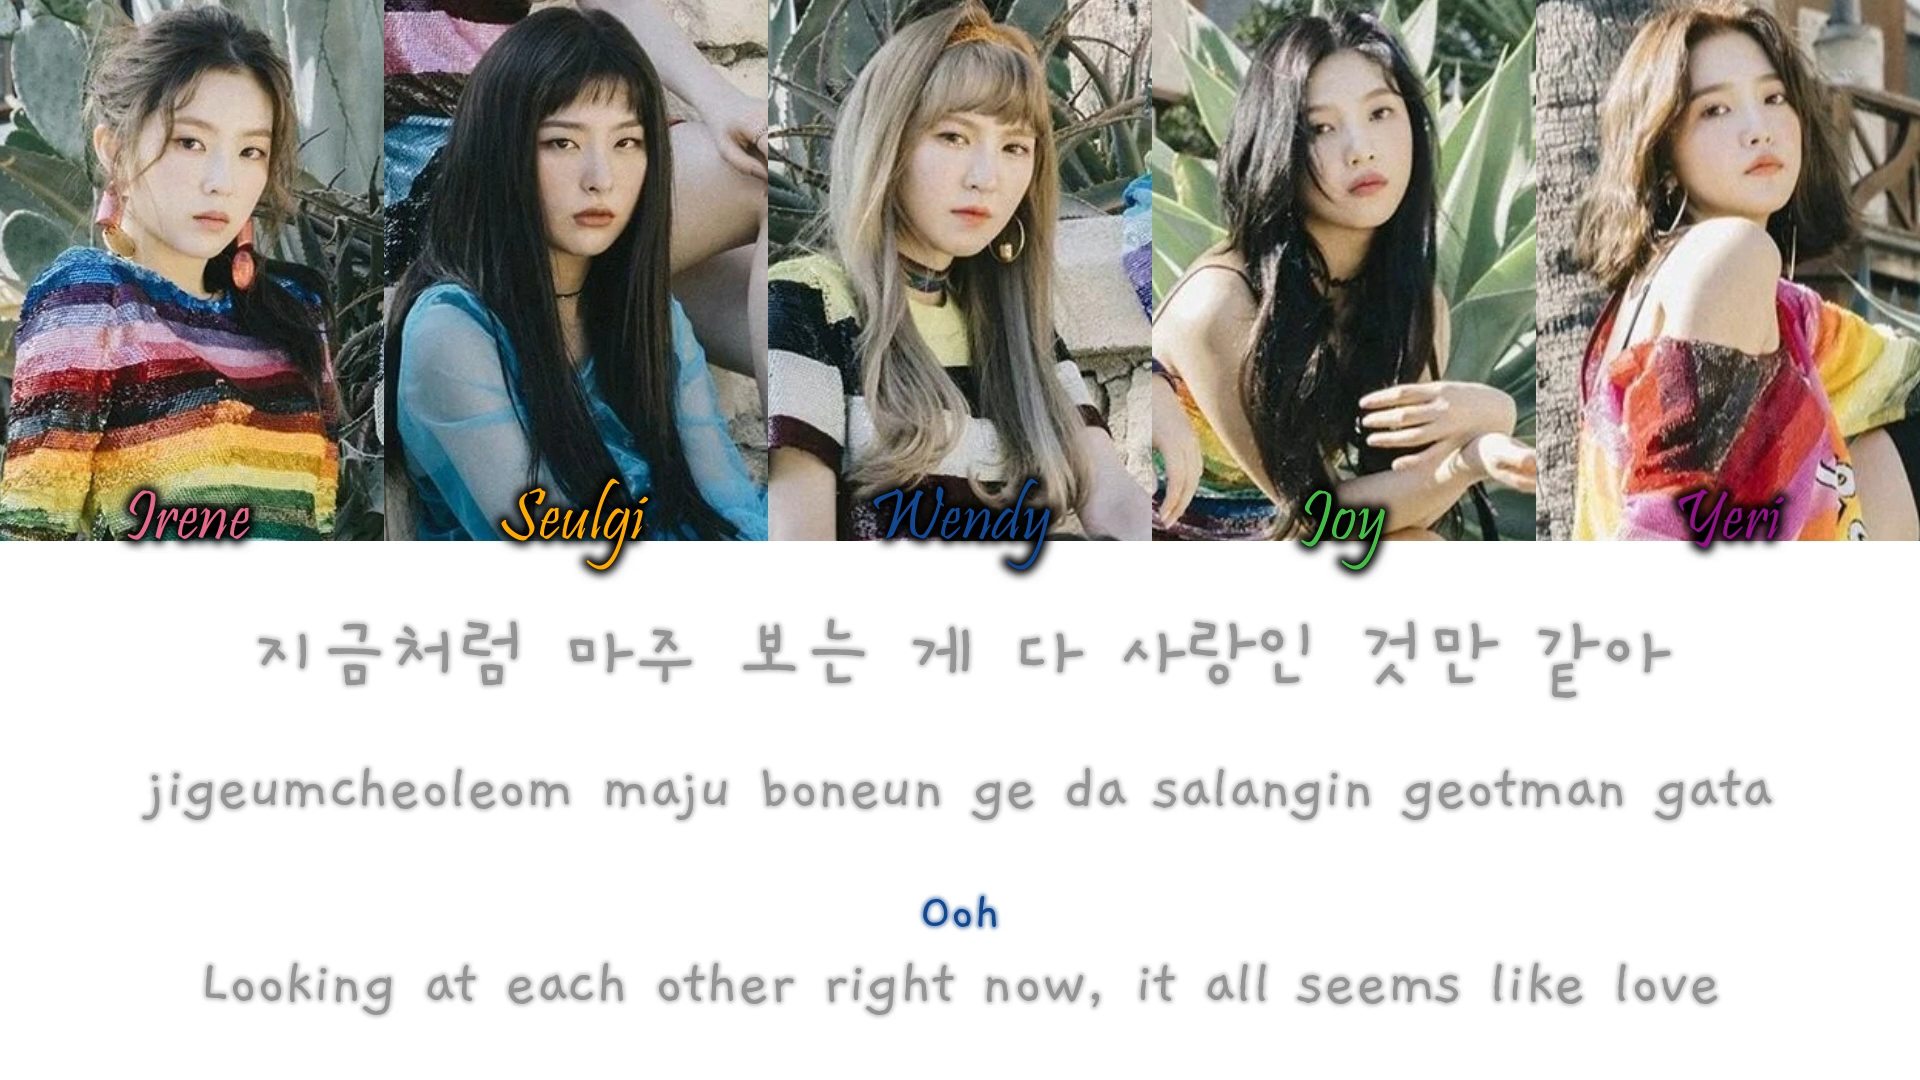 Irene Seulgi Wendy Joy Yeri
지금처럼 마주 보는 게 다 사랑인 것만 같아
jigeumcheoleom maju boneun ge da salangin geotman gata
Ooh
Looking at each other right now, it all seems like love